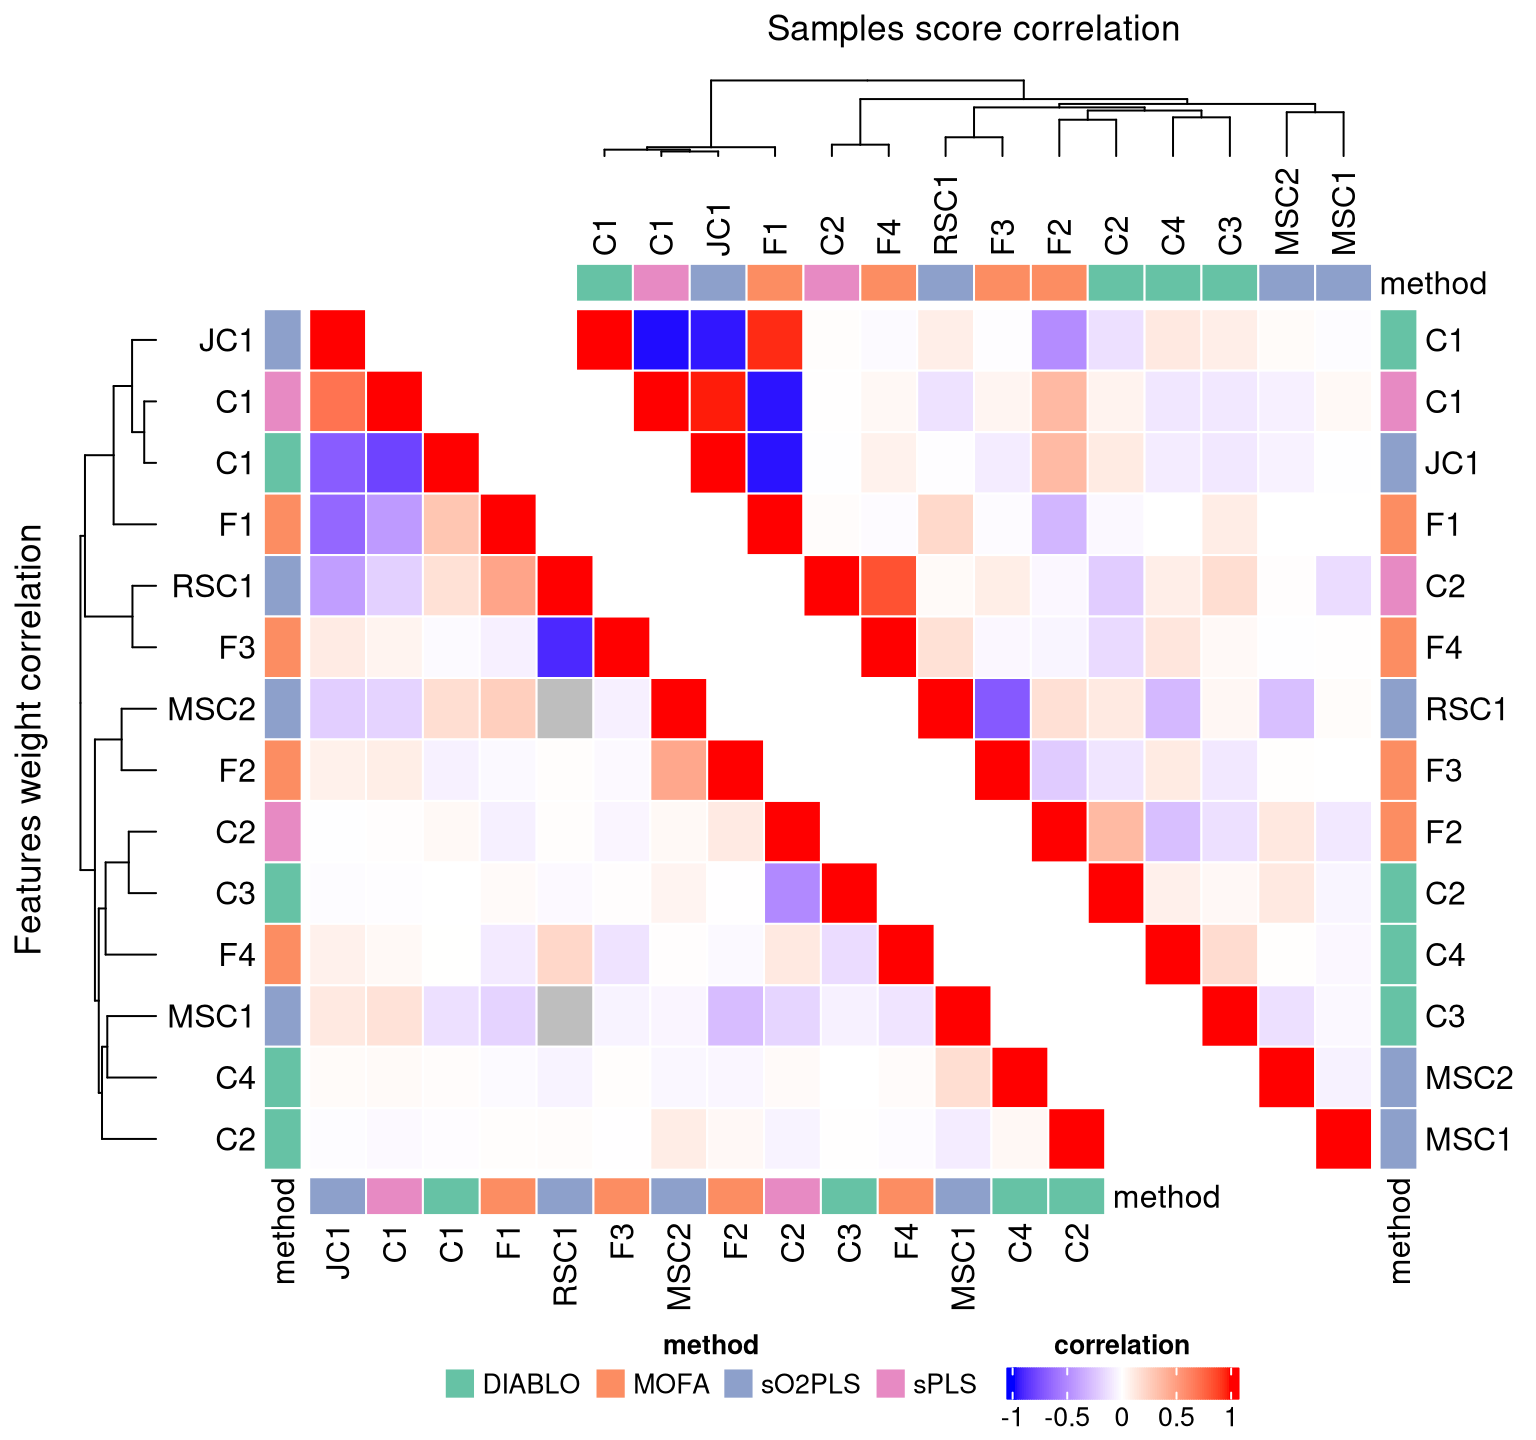 Samples score correlation
C1 C1 JC1 F1 C2 F4 RSC1 F3 F2 C2 C4 C3 MSC2 MSC1
method
JC1 C1
C1 C1
C1 JC1
F1 F1
RSC1 C2
F3 F4
MSC2 RSC1
F2 F3
C2 F2
C3 C2
F4 C4
MSC1 C3
C4 MSC2
C2 MSC1
Features weight correlation
method
method
method
JC1 C1 C1 F1 RSC1 F3 MSC2 F2 C2 C3 F4 MSC1 C4 C2
method
DIABLO MOFA sO2PLS sPLS
correlation
-1 -0.5 0 0.5 1